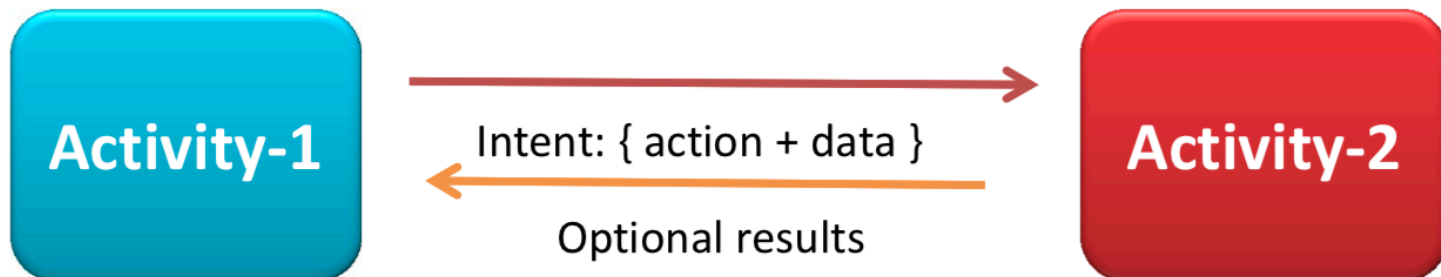 Activity-1
Intent: { action + data }
Optional results
Activity-2